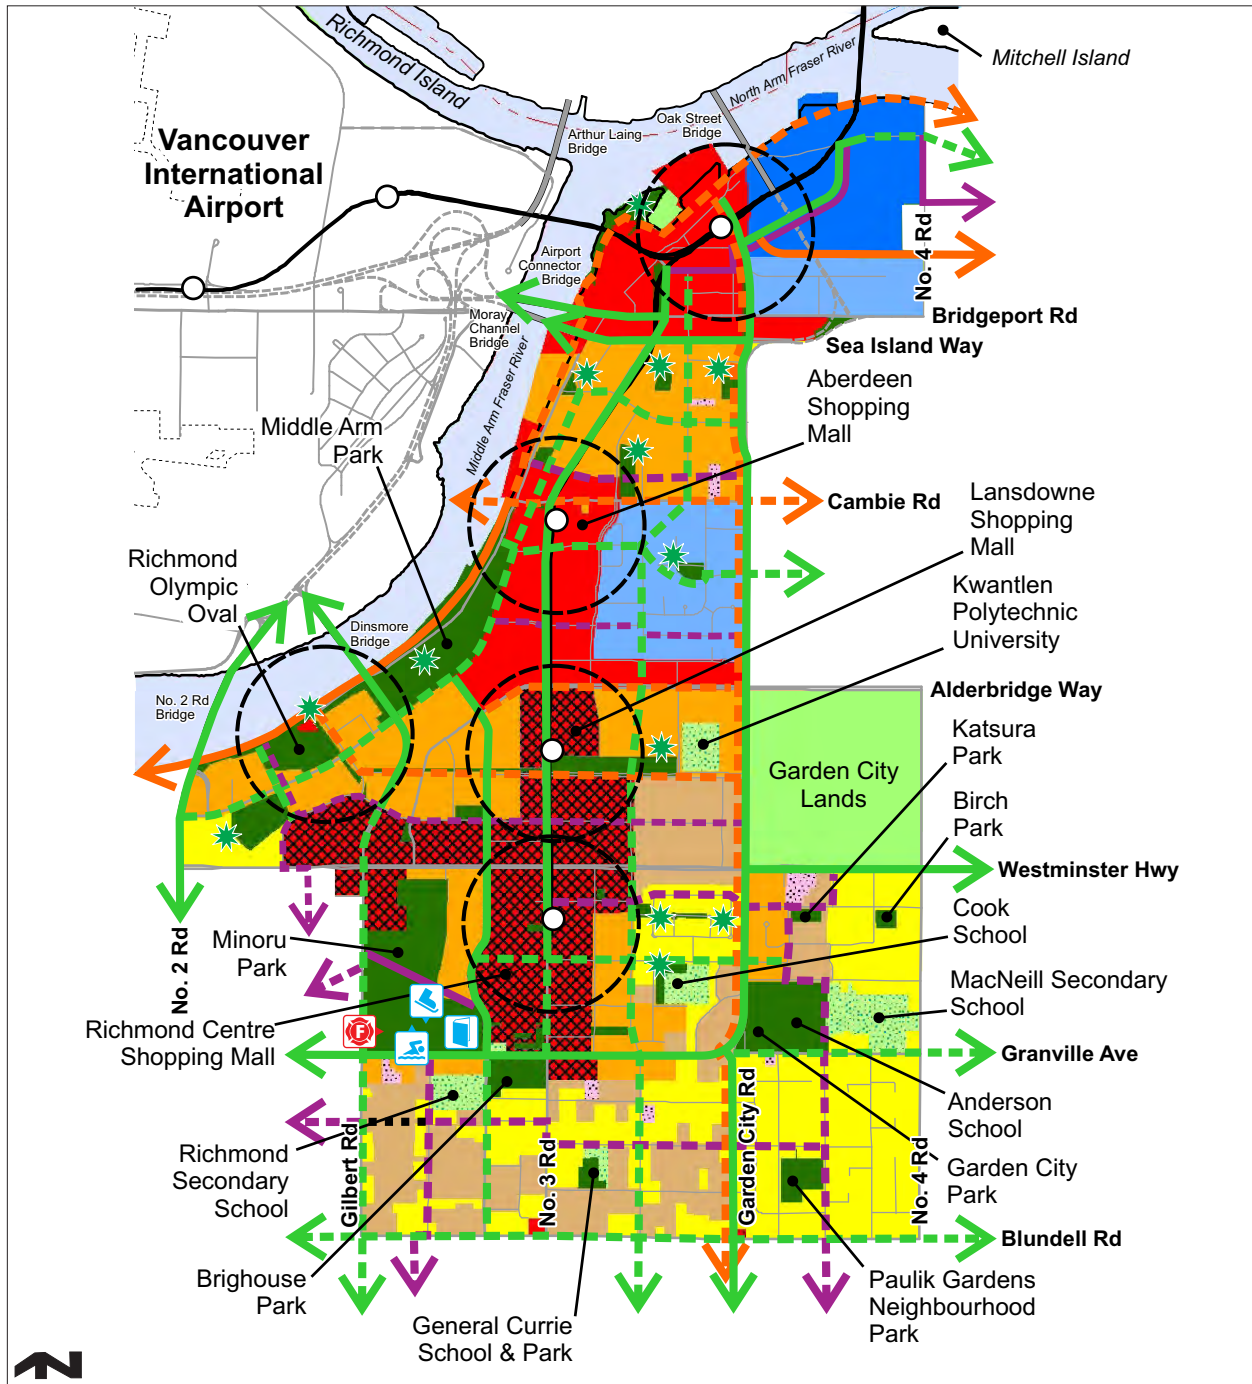 Richmond Island
Mitchell Island
North Arm Fraser River
Oak Street
Bridge
Arthur Laing
Bridge
Vancouver
International
Airport
No. 4 Rd
Airport
Connector
Bridge
Bridgeport Rd
Moray
Channel
Bridge
Sea Island Way
Middle Arm Fraser River
Aberdeen
Shopping
Mall
Middle Arm
Park
Cambie Rd
Lansdowne
Shopping
Mall
Richmond
Olympic
Oval
Kwantlen
Polytechnic
University
Dinsmore
Bridge
No. 2 Rd
Bridge
Alderbridge Way
Katsura
Park
Garden City
Lands
Birch
Park
Westminster Hwy
Cook
School
No. 2 Rd
Minoru
Park
MacNeill Secondary
School
Richmond Centre
Shopping Mall
F
Granville Ave
Anderson
School
Richmond
Secondary
School
Gilbert Rd
No. 3 Rd
Garden City Rd
No. 4 Rd
Garden City
Park
Blundell Rd
Brighouse
Park
Paulik Gardens
Neighbourhood
Park
General Currie
School & Park
N